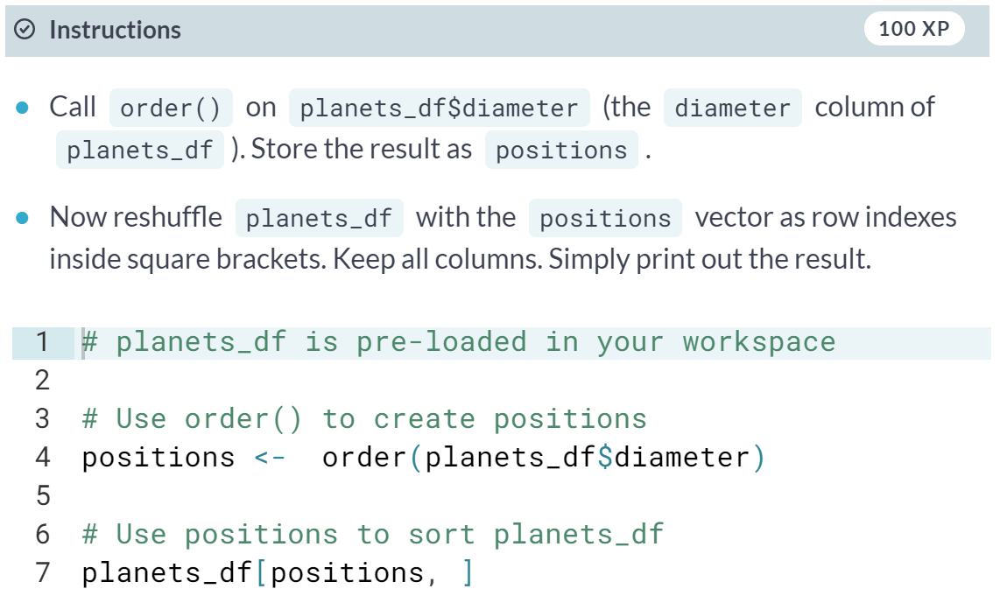 Instructions 100 XP
Call order() on planets_df$diameter (the diameter column of
planets_df ). Store the result as positions .
Now reshuffle planets_df with the positions vector as row indexes
inside square brackets. Keep all columns. Simply print out the result.
1 # planets_df is pre-loaded in your workspace
2
3 # Use order() to create positions
4 positions <-  order(planets_df$diameter)
5
6 # Use positions to sort planets_df
7 planets_df[positions, ]